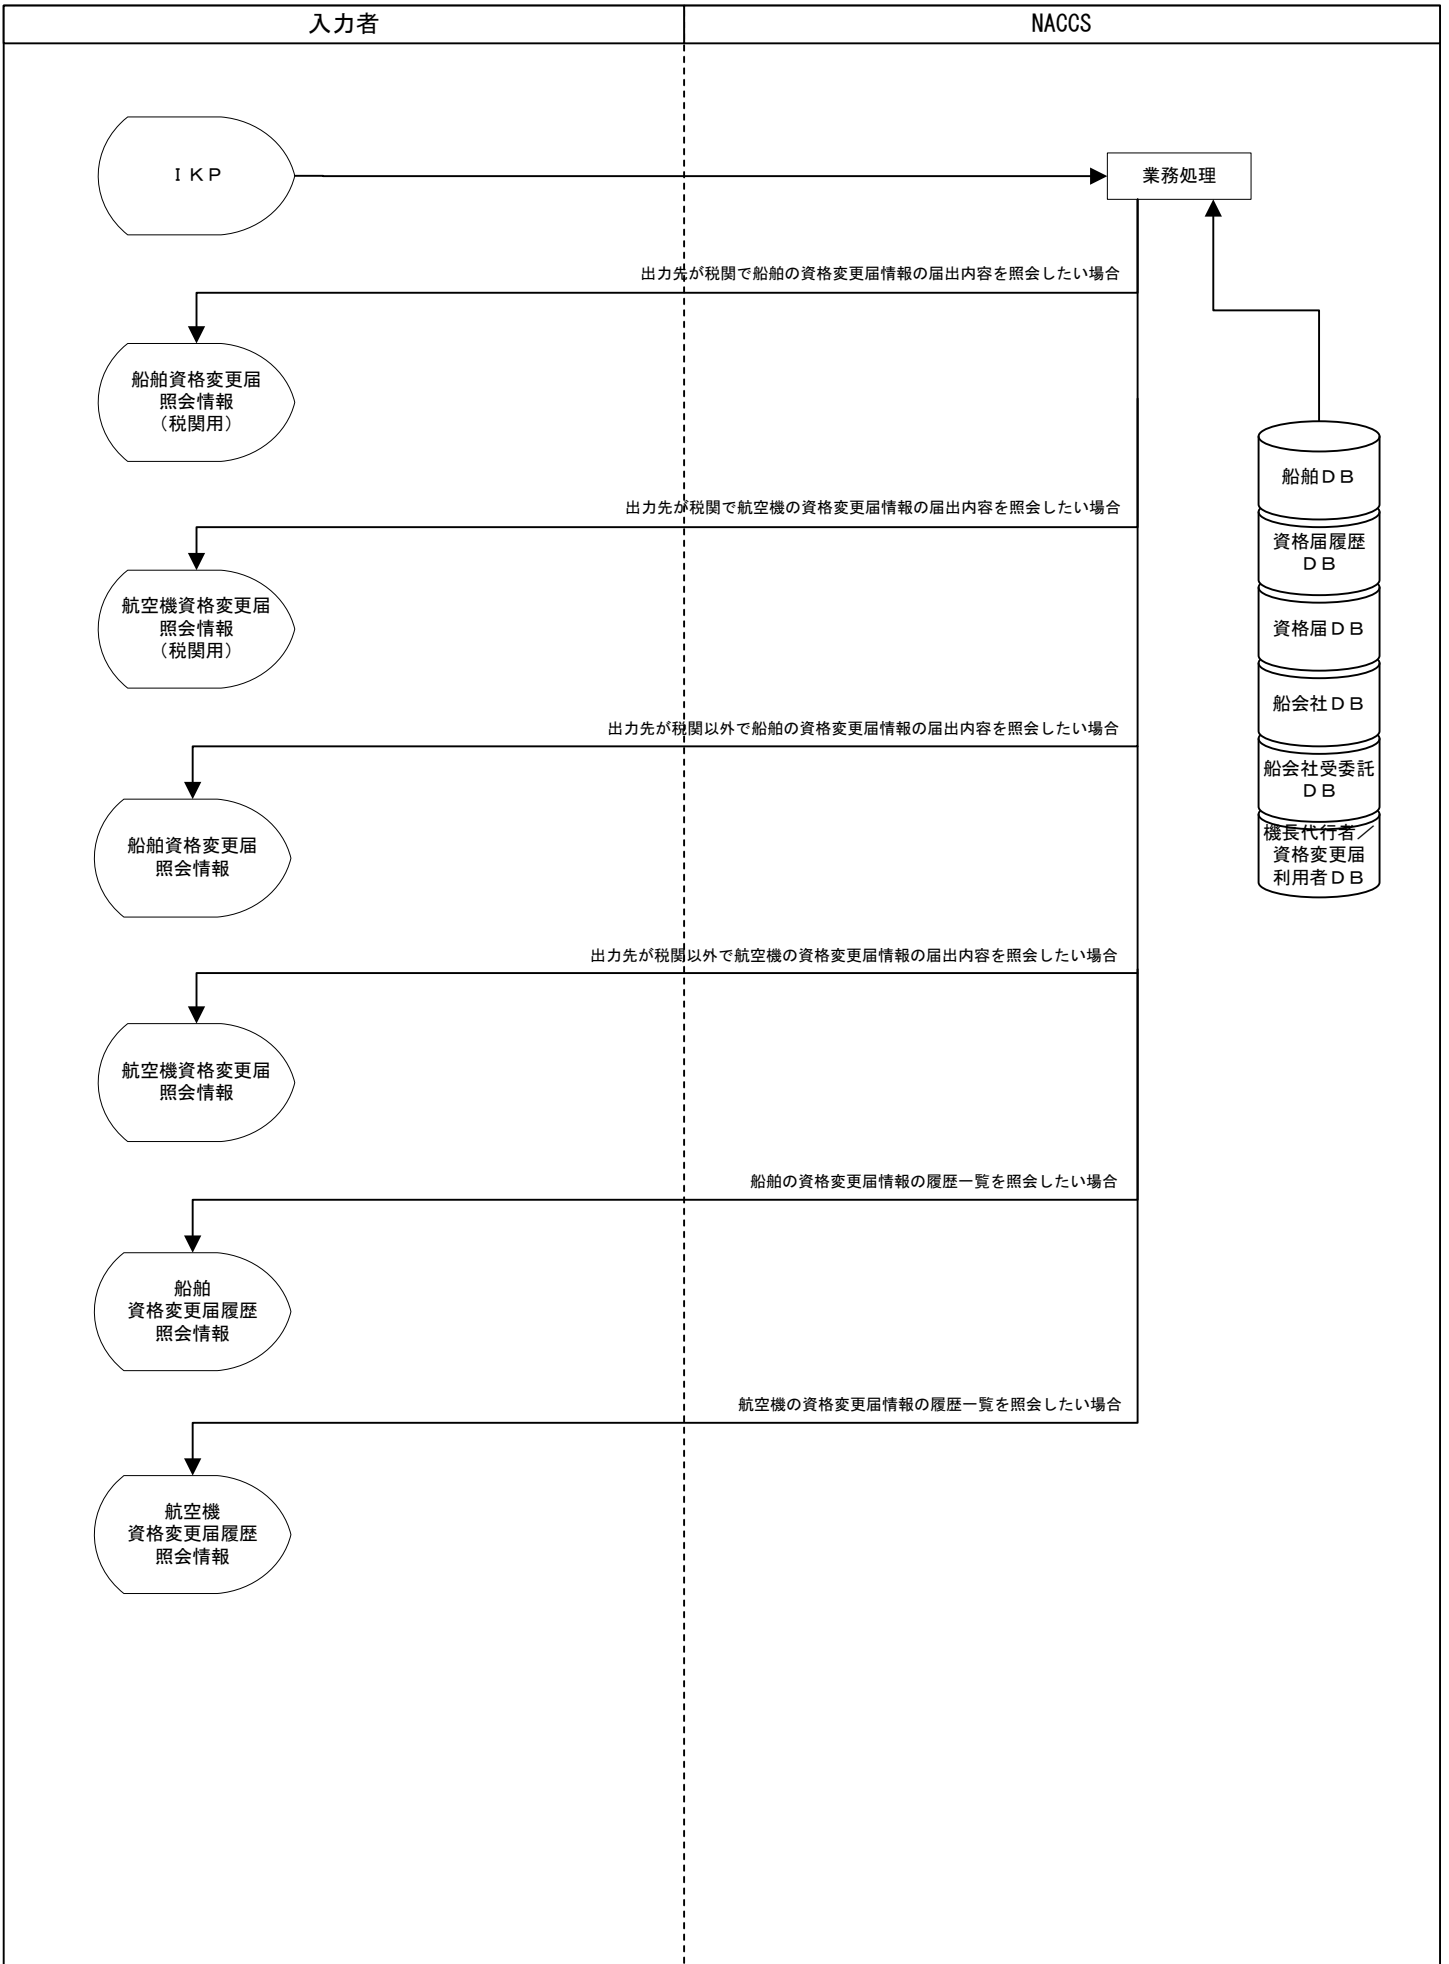 入力者
NACCS
ＩＫＰ
業務処理
出力先が税関で船舶の資格変更届情報の届出内容を照会したい場合
船舶資格変更届
照会情報
（税関用）
出力先が税関で航空機の資格変更届情報の届出内容を照会したい場合
航空機資格変更届
照会情報
（税関用）
出力先が税関以外で船舶の資格変更届情報の届出内容を照会したい場合
船舶資格変更届
照会情報
出力先が税関以外で航空機の資格変更届情報の届出内容を照会したい場合
航空機資格変更届
照会情報
船舶の資格変更届情報の履歴一覧を照会したい場合
船舶
資格変更届履歴
照会情報
航空機の資格変更届情報の履歴一覧を照会したい場合
航空機
資格変更届履歴
照会情報
船舶ＤＢ
資格届履歴
ＤＢ
資格届ＤＢ
船会社ＤＢ
船会社受委託
ＤＢ
機長代行者／
資格変更届
利用者ＤＢ